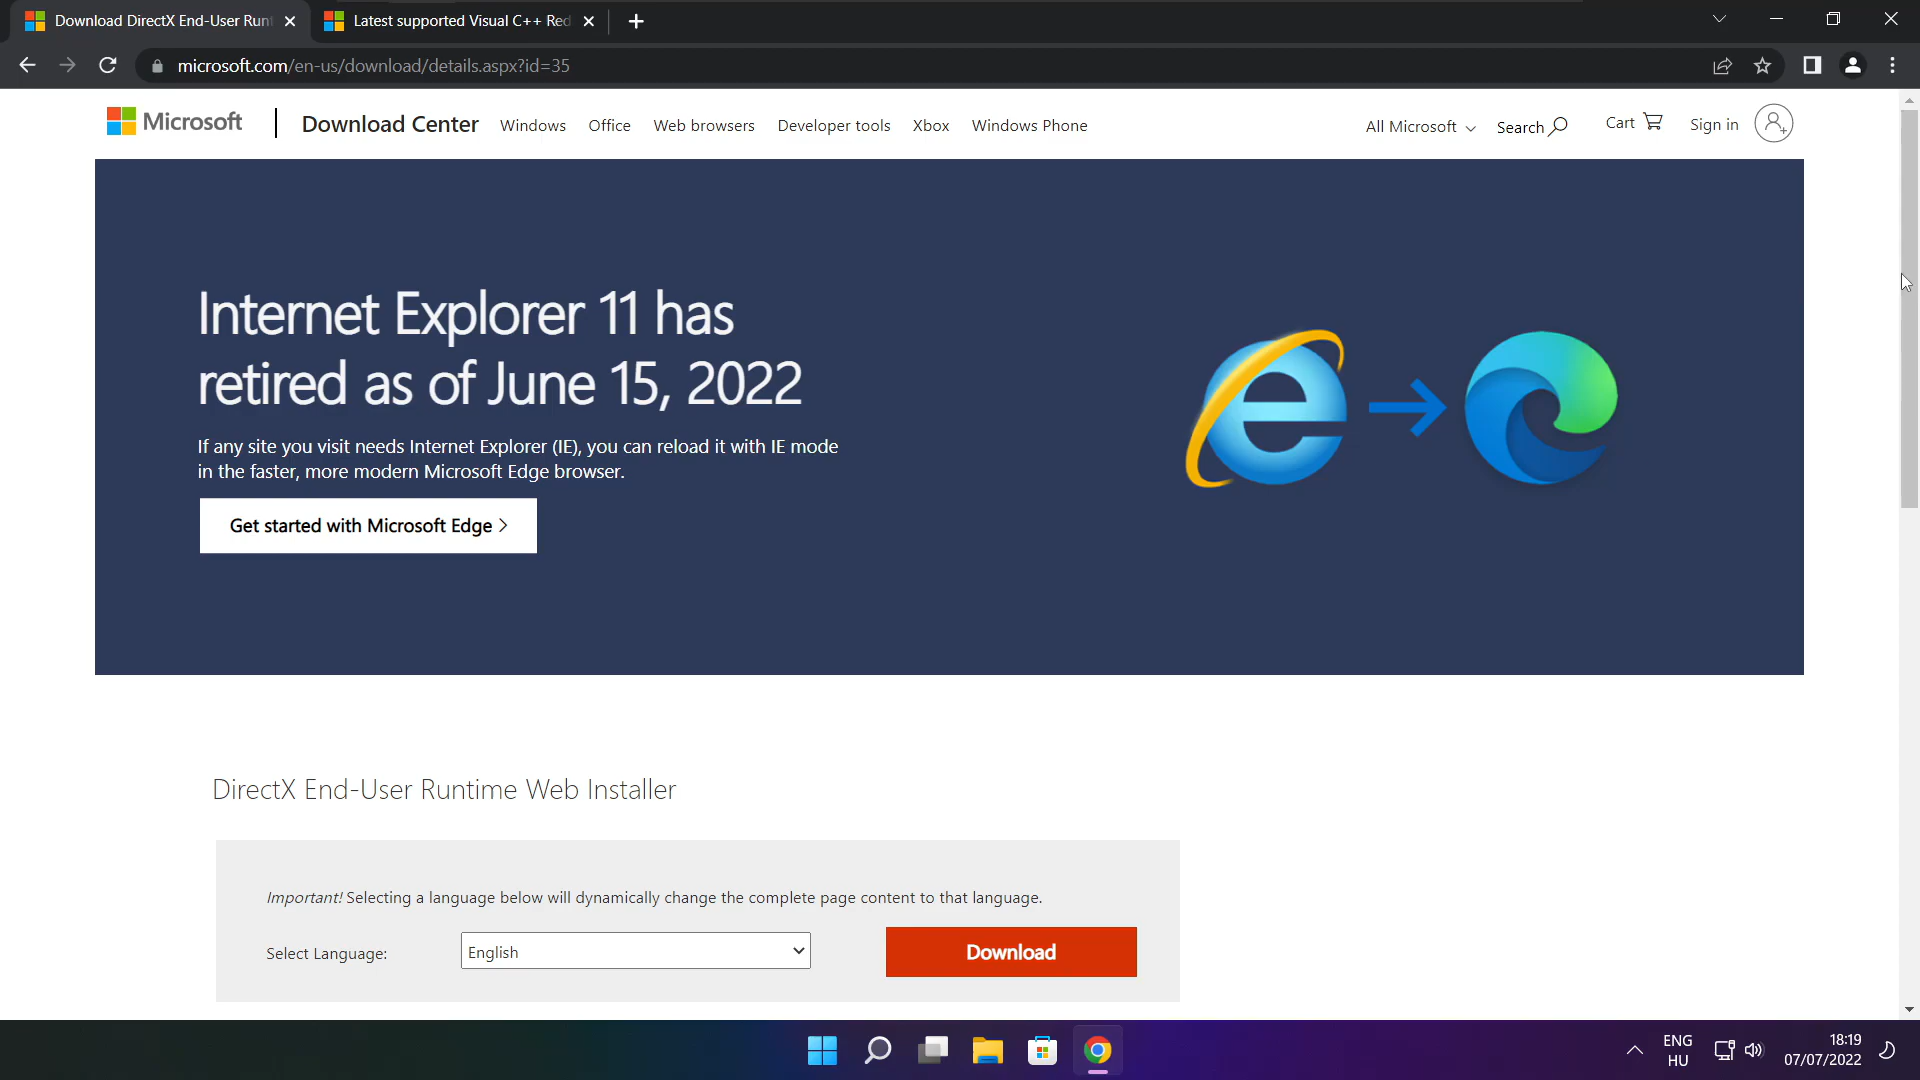 Download DirectX End-User Runt
Latest supported Visual C++ Red
microsoft.com/en-us/download/details.aspx?id=35
Microsoft
Download Center
Windows
Office
Web browsers
Developer tools
Xbox
Windows Phone
All Microsoft
Search
Cart
Sign in
Internet Explorer 11 has
retired as of June 15, 2022
If any site you visit needs Internet Explorer (IE), you can reload it with IE mode
in the faster, more modern Microsoft Edge browser.
Get started with Microsoft Edge >
DirectX End-User Runtime Web Installer
Important! Selecting a language below will dynamically change the complete page content to that language.
Select Language:
English
Download
ENG
HU
18:19
07/07/2022